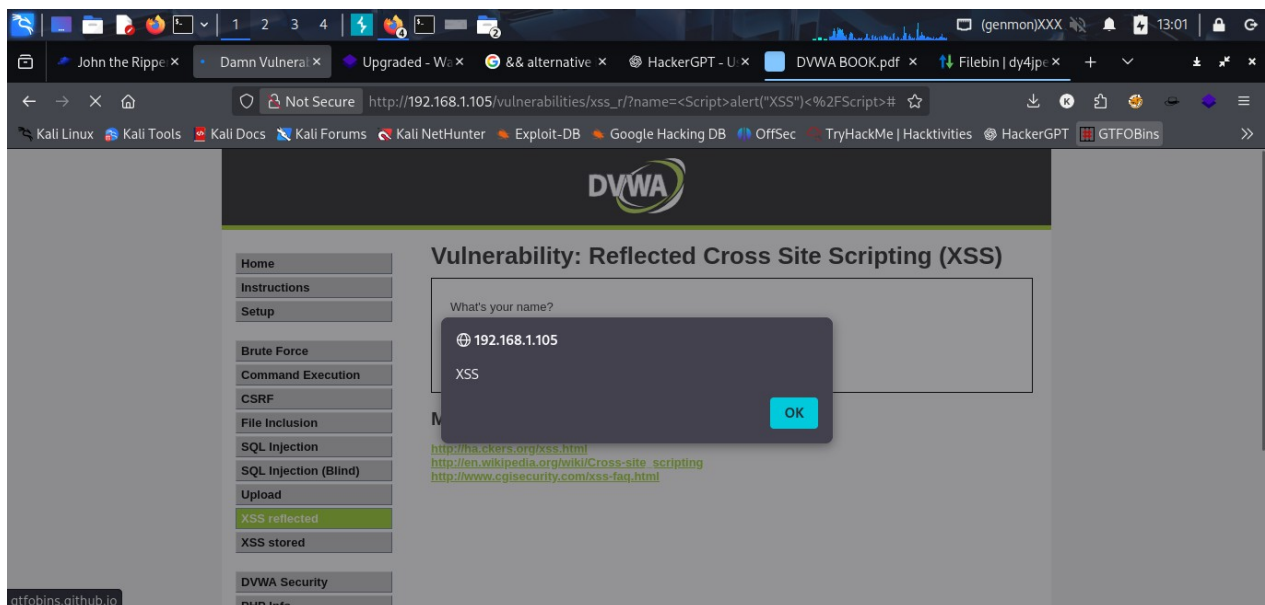 1 2 3 4 (genmon)XXX 13:01
John the Rippe Damn Vulnera Upgraded - Wa && alternative HackerGPT - U DVWA BOOK.pdf Filebin | dy4jpe
Not Secure http://192.168.1.105/vulnerabilities/xss_r/?name=<Script>alert("XSS")<%2FScript>#
Kali Linux Kali Tools Kali Docs Kali Forums Kali NetHunter Exploit-DB Google Hacking DB OffSec TryHackMe | Hacktivities HackerGPT GTFOBins
DVWA
Vulnerability: Reflected Cross Site Scripting (XSS)
What's your name?
192.168.1.105
XSS
OK
M
http://ha.ckers.org/xss.html
http://en.wikipedia.org/wiki/Cross-site_scripting
http://www.cgisecurity.com/xss-faq.html
Home
Instructions
Setup
Brute Force
Command Execution
CSRF
File Inclusion
SQL Injection
SQL Injection (Blind)
Upload
XSS reflected
XSS stored
DVWA Security
PHP Info
gtfobins.github.io